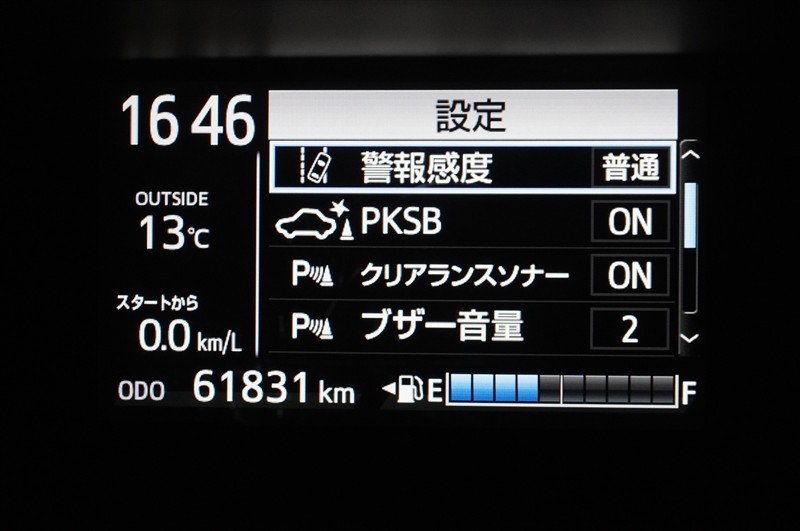 16 46
設定
警報感度 普通
PKSB ON
クリアランスソナー ON
ブザー音量 2
OUTSIDE
13℃
スタートから
0.0 km/L
ODO 61831 km
E F
P
P